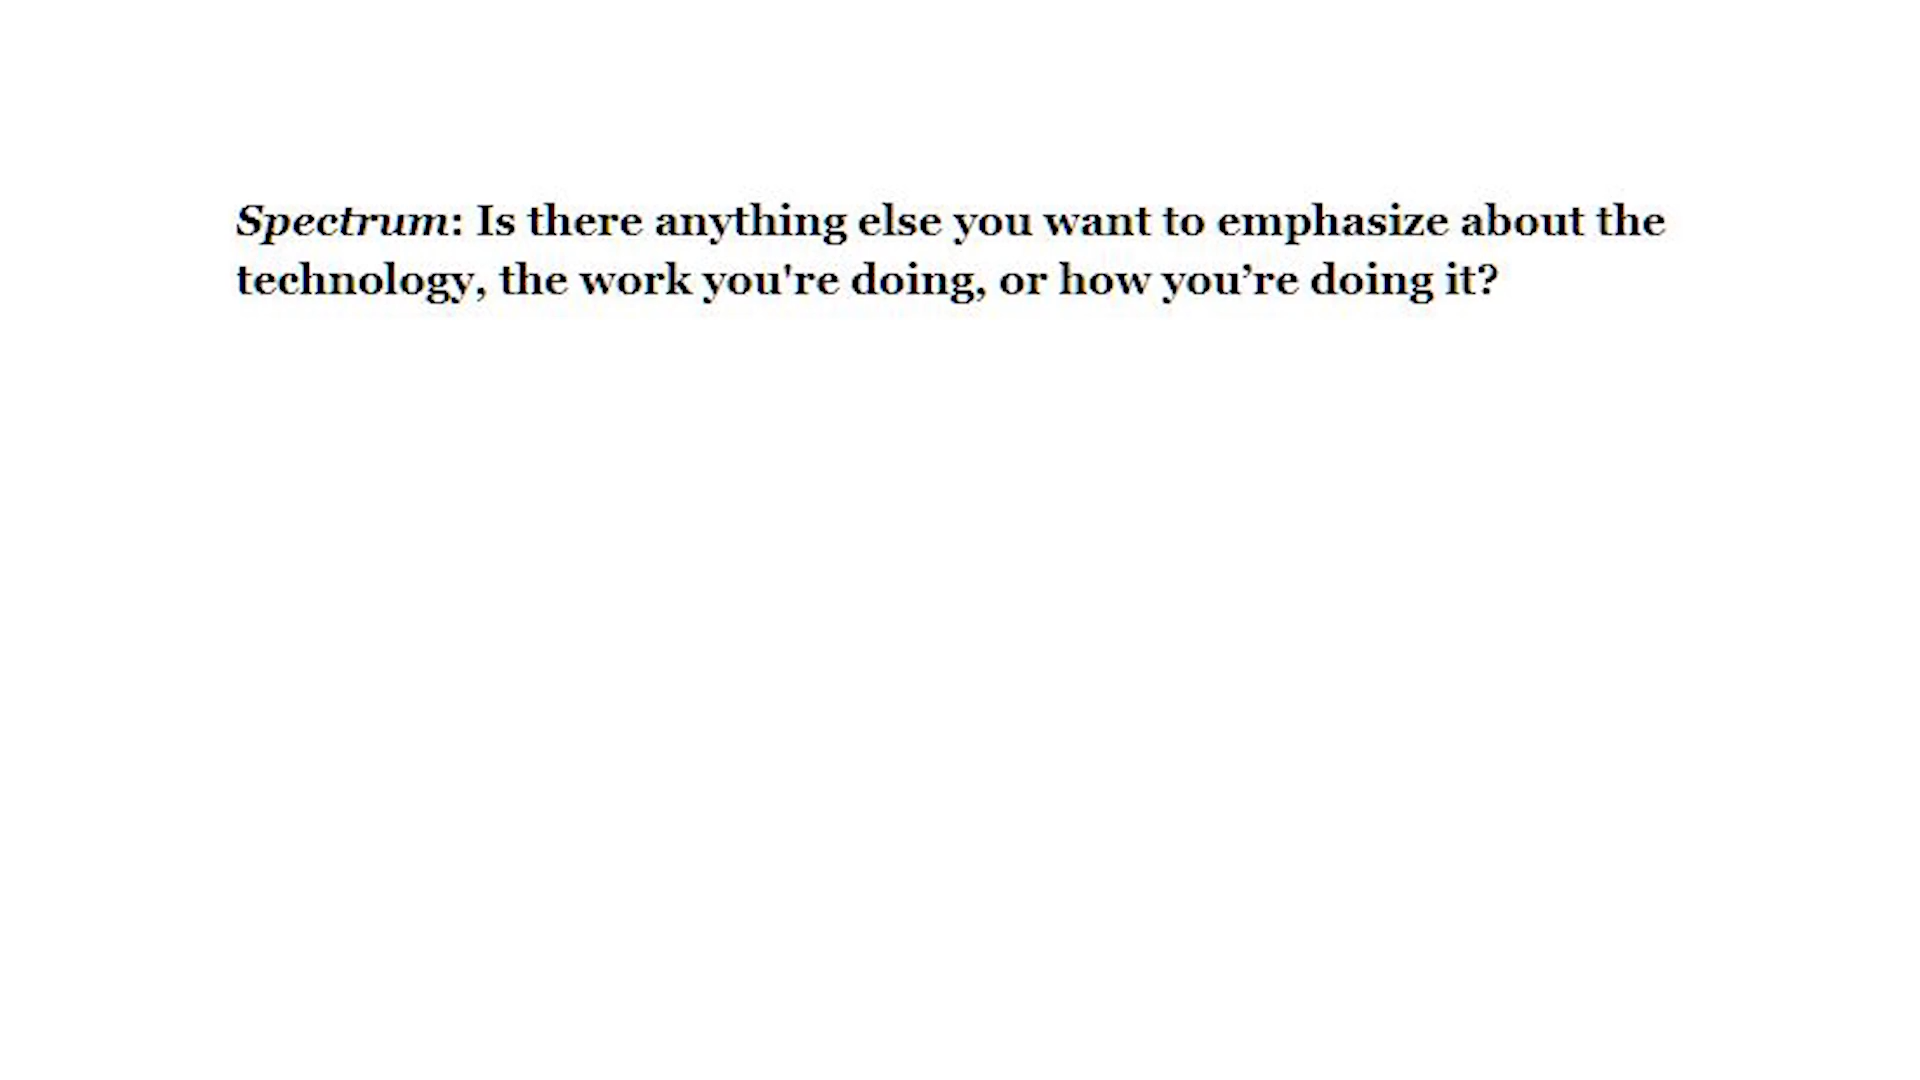 Spectrum: Is there anything else you want to emphasize about the
technology, the work you're doing, or how you’re doing it?